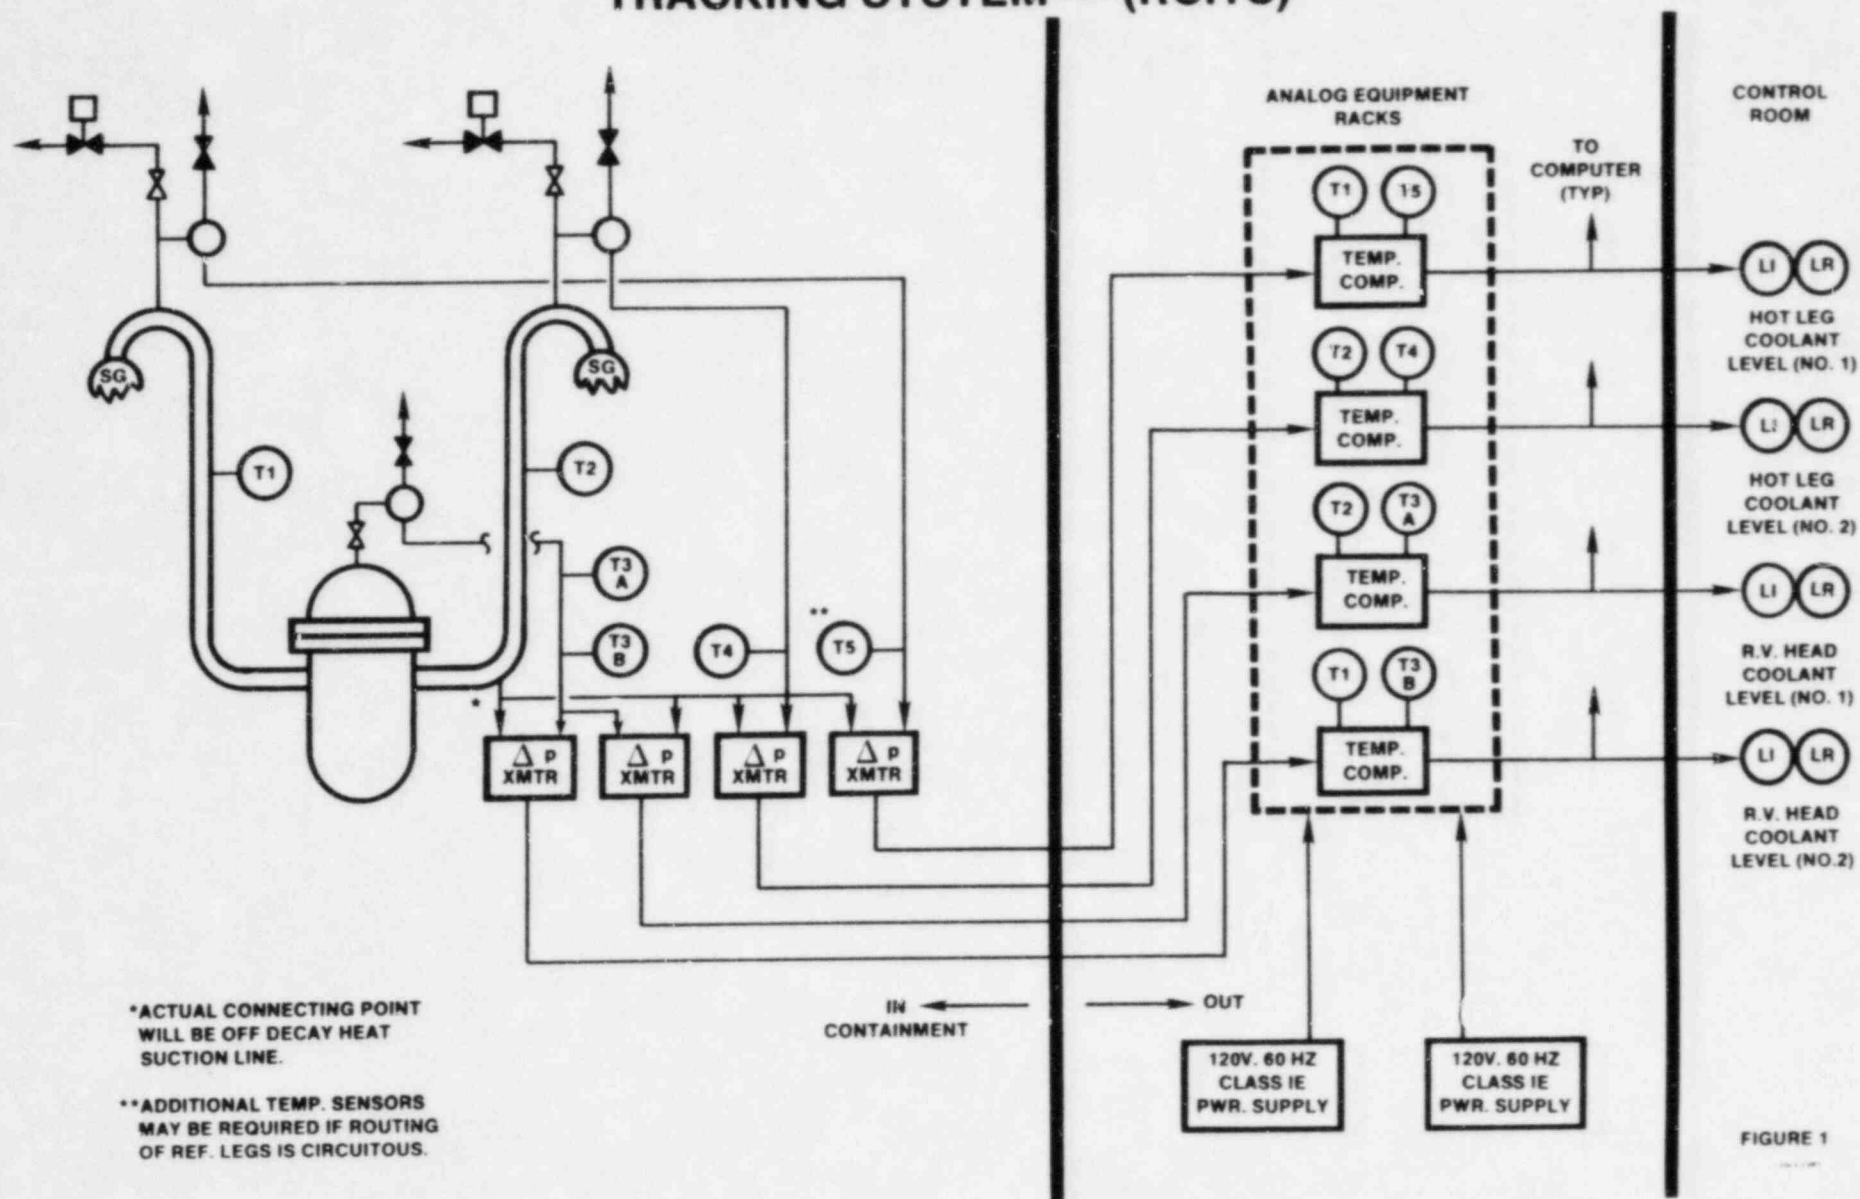 TRACKING SYSTEM
ANALOG EQUIPMENT
RACKS
CONTROL
ROOM
TO
COMPUTER
(TYP)
T1
T5
TEMP.
COMP.
LI
LR
HOT LEG
COOLANT
LEVEL (NO. 1)
T2
T4
TEMP.
COMP.
LI
LR
HOT LEG
COOLANT
LEVEL (NO. 2)
T2
T3
A
TEMP.
COMP.
LI
LR
R.V. HEAD
COOLANT
LEVEL (NO. 1)
T1
T3
B
TEMP.
COMP.
LI
LR
R.V. HEAD
COOLANT
LEVEL (NO.2)
SG
SG
T1
T2
T3
A
T3
B
T4
**
T5
*
Δ P
XMTR
Δ P
XMTR
Δ P
XMTR
Δ P
XMTR
IN
CONTAINMENT
OUT
120V. 60 HZ
CLASS IE
PWR. SUPPLY
120V. 60 HZ
CLASS IE
PWR. SUPPLY
*ACTUAL CONNECTING POINT
WILL BE OFF DECAY HEAT
SUCTION LINE.
**ADDITIONAL TEMP. SENSORS
MAY BE REQUIRED IF ROUTING
OF REF. LEGS IS CIRCUITOUS.
FIGURE 1